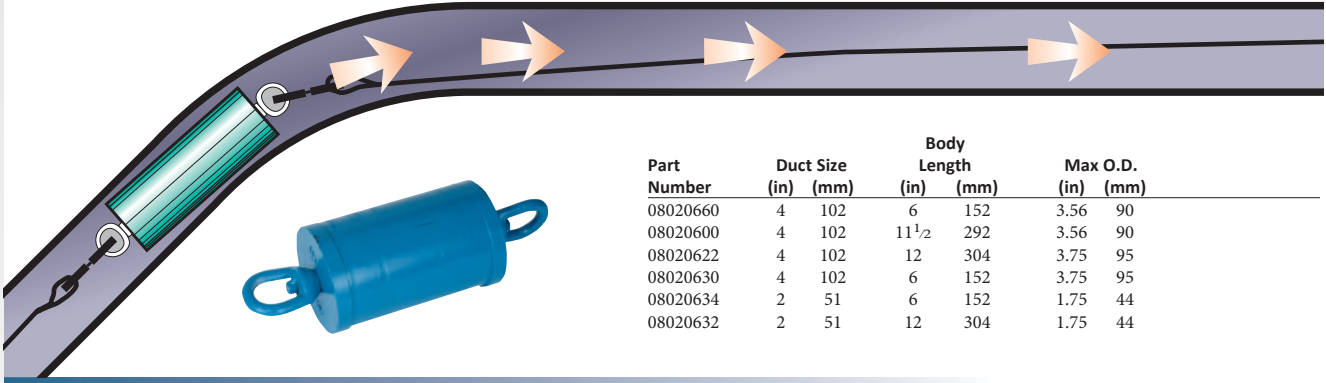 Body
Part Duct Size Length Max O.D.
Number (in) (mm) (in) (mm) (in) (mm)
08020660 4 102 6 152 3.56 90
08020600 4 102 11 1/2 292 3.56 90
08020622 4 102 12 304 3.75 95
08020630 4 102 6 152 3.75 95
08020634 2 51 6 152 1.75 44
08020632 2 51 12 304 1.75 44